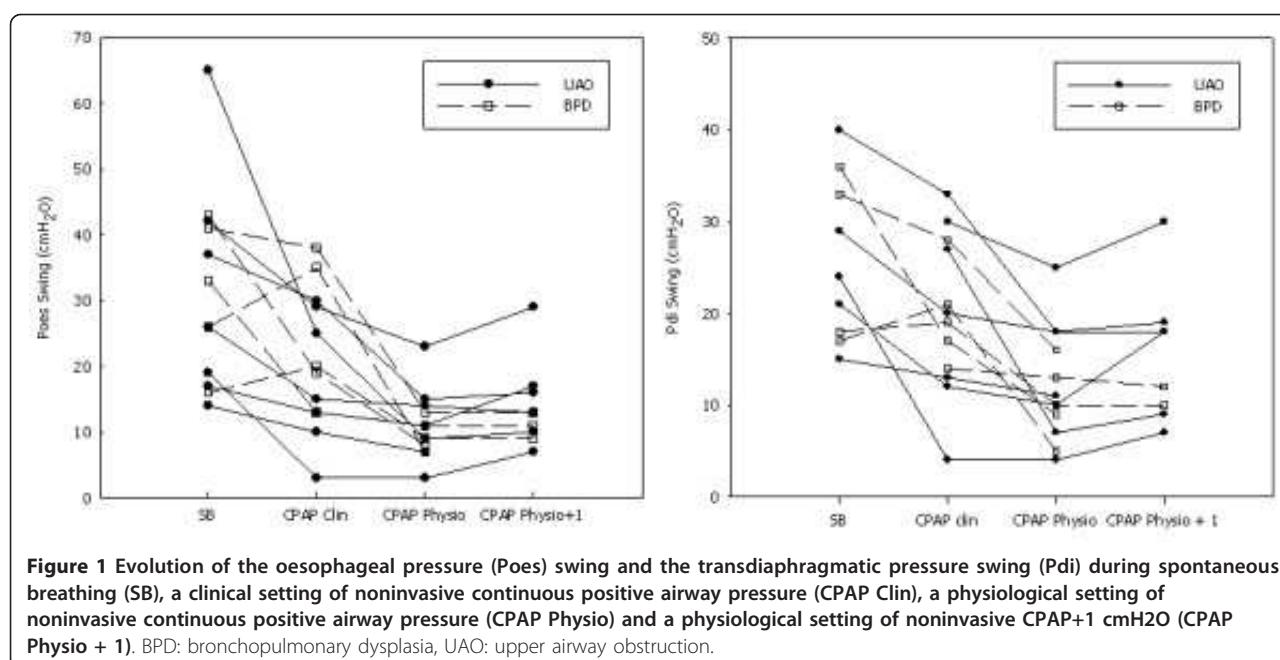 70
60
50
40
30
20
10
0
Poes Swing (cmH₂O)
UAO
BPD
SB
CPAP Clin
CPAP Physio
CPAP Physio+1
50
40
30
20
10
0
Pdi Swing (cmH₂O)
UAO
BPD
SB
CPAP clin
CPAP Physio
CPAP Physio + 1
Figure 1 Evolution of the oesophageal pressure (Poes) swing and the transdiaphragmatic pressure swing (Pdi) during spontaneous
breathing (SB), a clinical setting of noninvasive continuous positive airway pressure (CPAP Clin), a physiological setting of
noninvasive continuous positive airway pressure (CPAP Physio) and a physiological setting of noninvasive CPAP+1 cmH2O (CPAP
Physio + 1). BPD: bronchopulmonary dysplasia, UAO: upper airway obstruction.